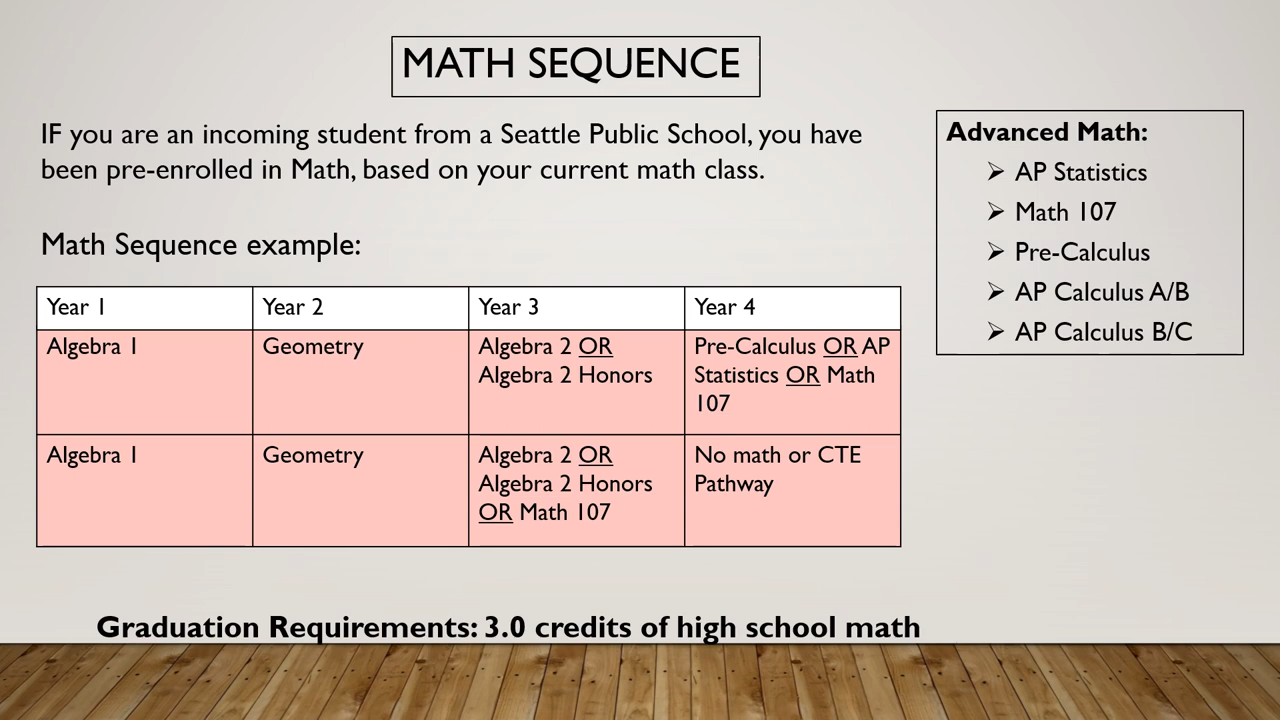 MATH SEQUENCE
IF you are an incoming student from a Seattle Public School, you have
been pre-enrolled in Math, based on your current math class.
Math Sequence example:
Year 1 Year 2 Year 3 Year 4
Algebra 1 Geometry Algebra 2 OR Pre-Calculus OR AP
Algebra 2 Honors Statistics OR Math
107
Algebra 1 Geometry Algebra 2 OR No math or CTE
Algebra 2 Honors Pathway
OR Math 107
Advanced Math:
AP Statistics
Math 107
Pre-Calculus
AP Calculus A/B
AP Calculus B/C
Graduation Requirements: 3.0 credits of high school math